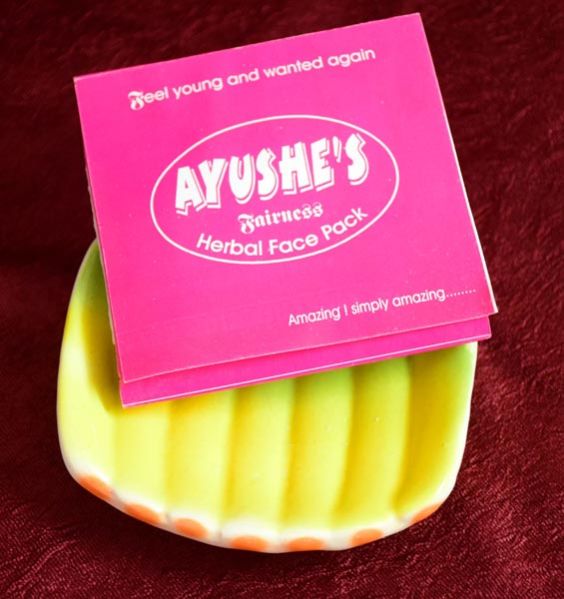 Feel young and wanted again
AYUSHE'S
Fairness
Herbal Face Pack
Amazing ! simply amazing........